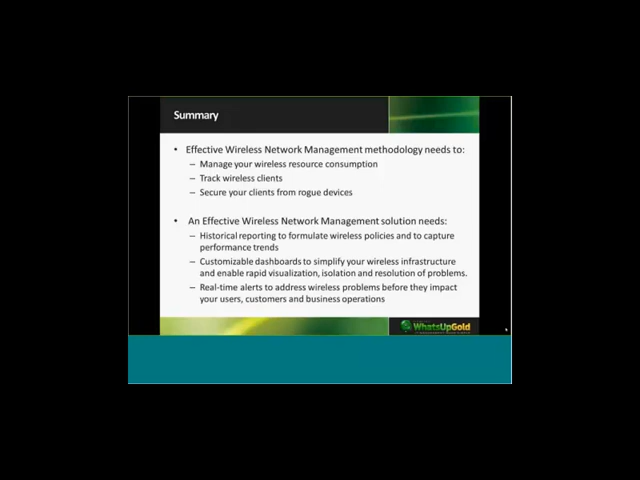 Summary
• Effective Wireless Network Management methodology needs to:
– Manage your wireless resource consumption
– Track wireless clients
– Secure your clients from rogue devices
• An Effective Wireless Network Management solution needs:
– Historical reporting to formulate wireless policies and to capture
performance trends
– Customizable dashboards to simplify your wireless infrastructure
and enable rapid visualization, isolation and resolution of problems.
– Real-time alerts to address wireless problems before they impact
your users, customers and business operations
WhatsUpGold